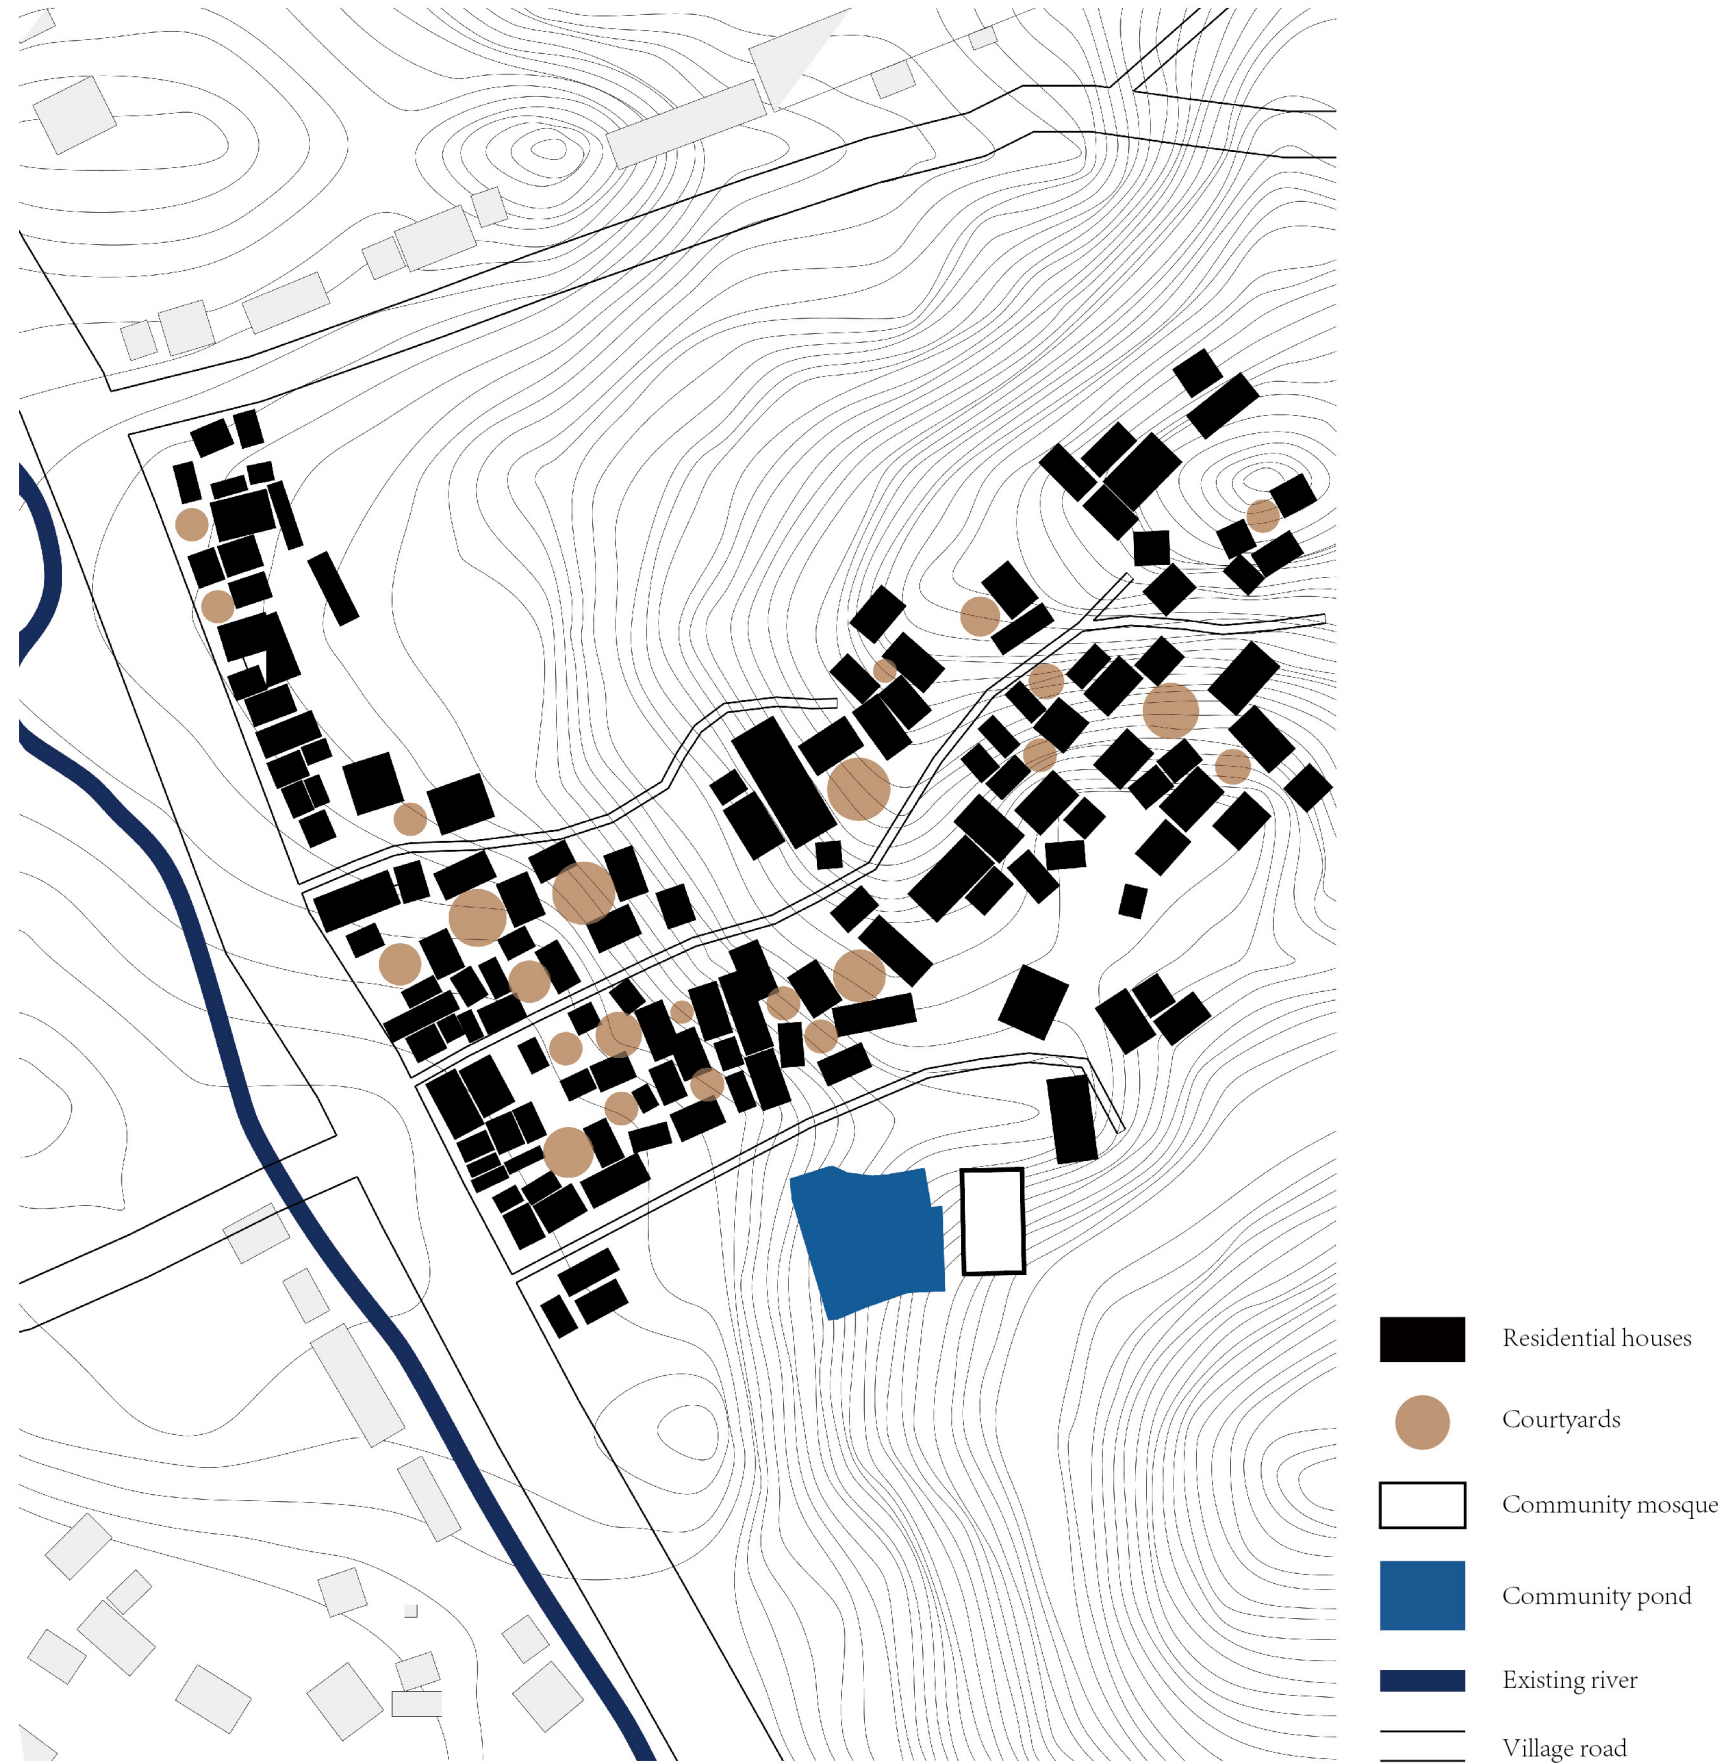 Residential houses
Courtyards
Community mosque
Community pond
Existing river
Village road